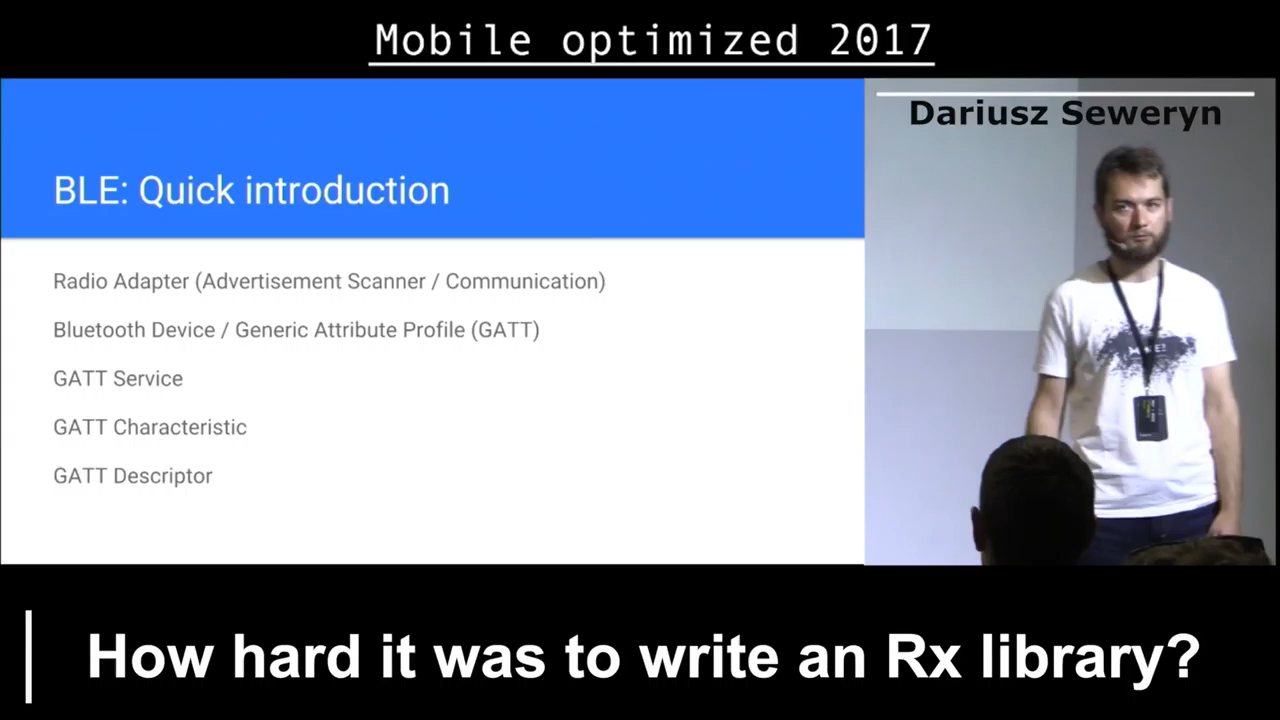 Mobile optimized 2017
Dariusz Seweryn
BLE: Quick introduction
Radio Adapter (Advertisement Scanner / Communication)
Bluetooth Device / Generic Attribute Profile (GATT)
GATT Service
GATT Characteristic
GATT Descriptor
How hard it was to write an Rx library?